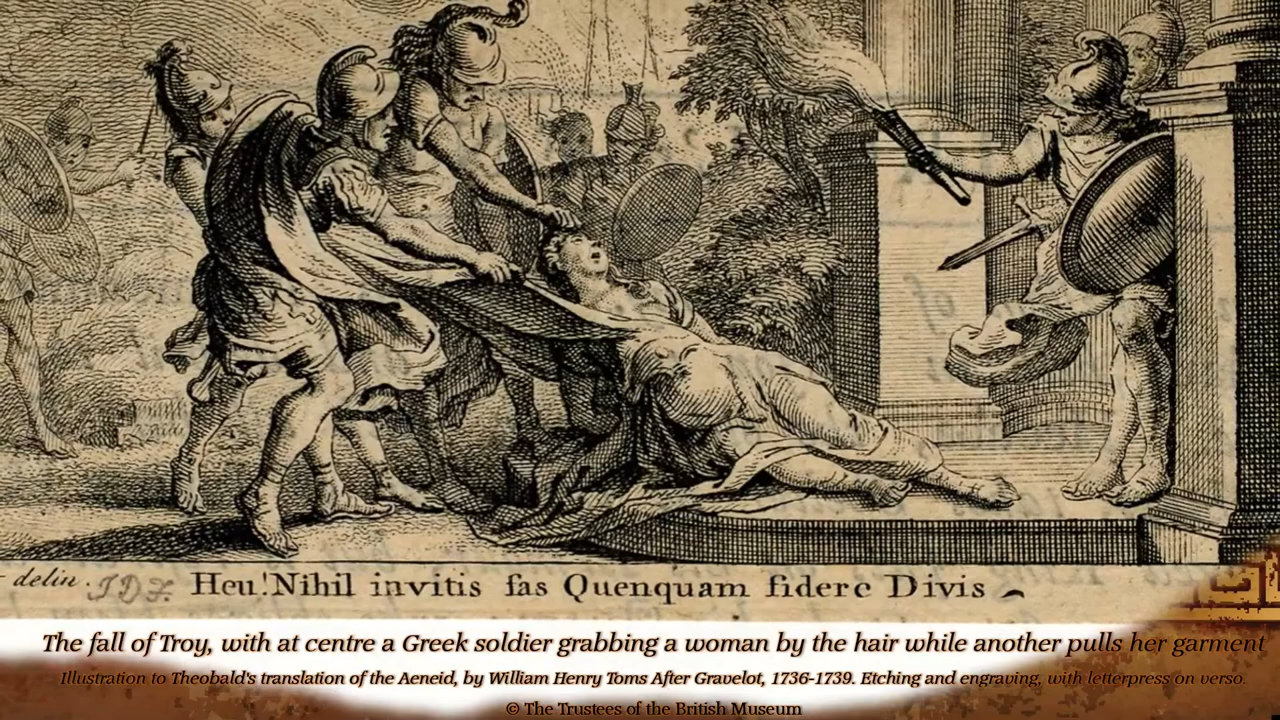 delin. Heu! Nihil invitis fas Quenquam fidere Divis
The fall of Troy, with at centre a Greek soldier grabbing a woman by the hair while another pulls her garment
Illustration to Theobald's translation of the Aeneid, by William Henry Toms After Gravelot, 1736-1739. Etching and engraving, with letterpress on verso.
© The Trustees of the British Museum